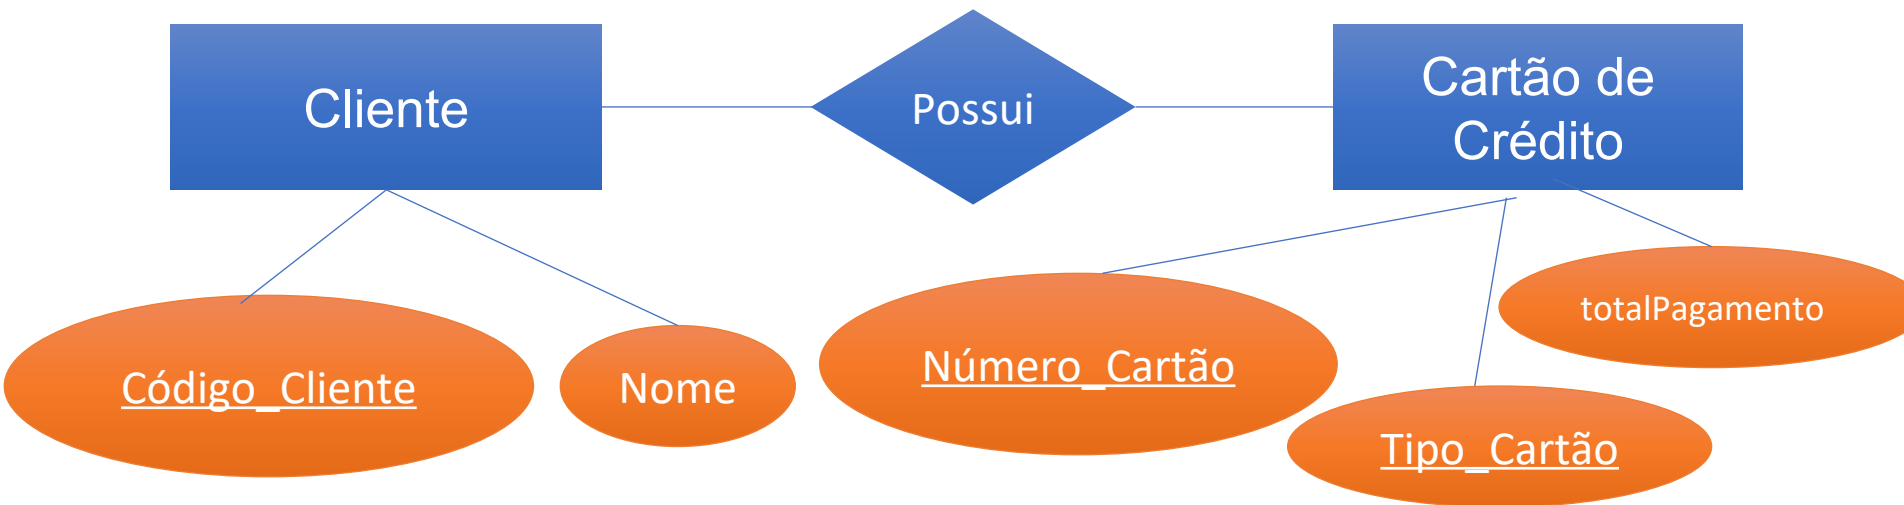 Cliente
Possui
Cartão de
Crédito
Código_Cliente
Nome
Número_Cartão
Tipo_Cartão
totalPagamento